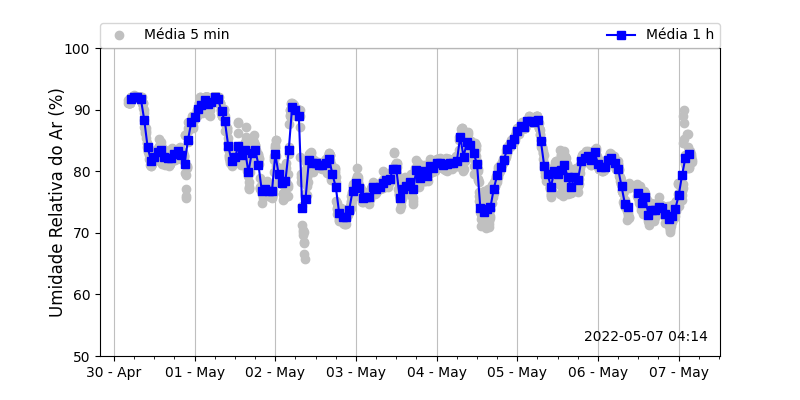 Média 5 min Média 1 h
Umidade Relativa do Ar (%)
100
90
80
70
60
50
2022-05-07 04:14
30 - Apr 01 - May 02 - May 03 - May 04 - May 05 - May 06 - May 07 - May